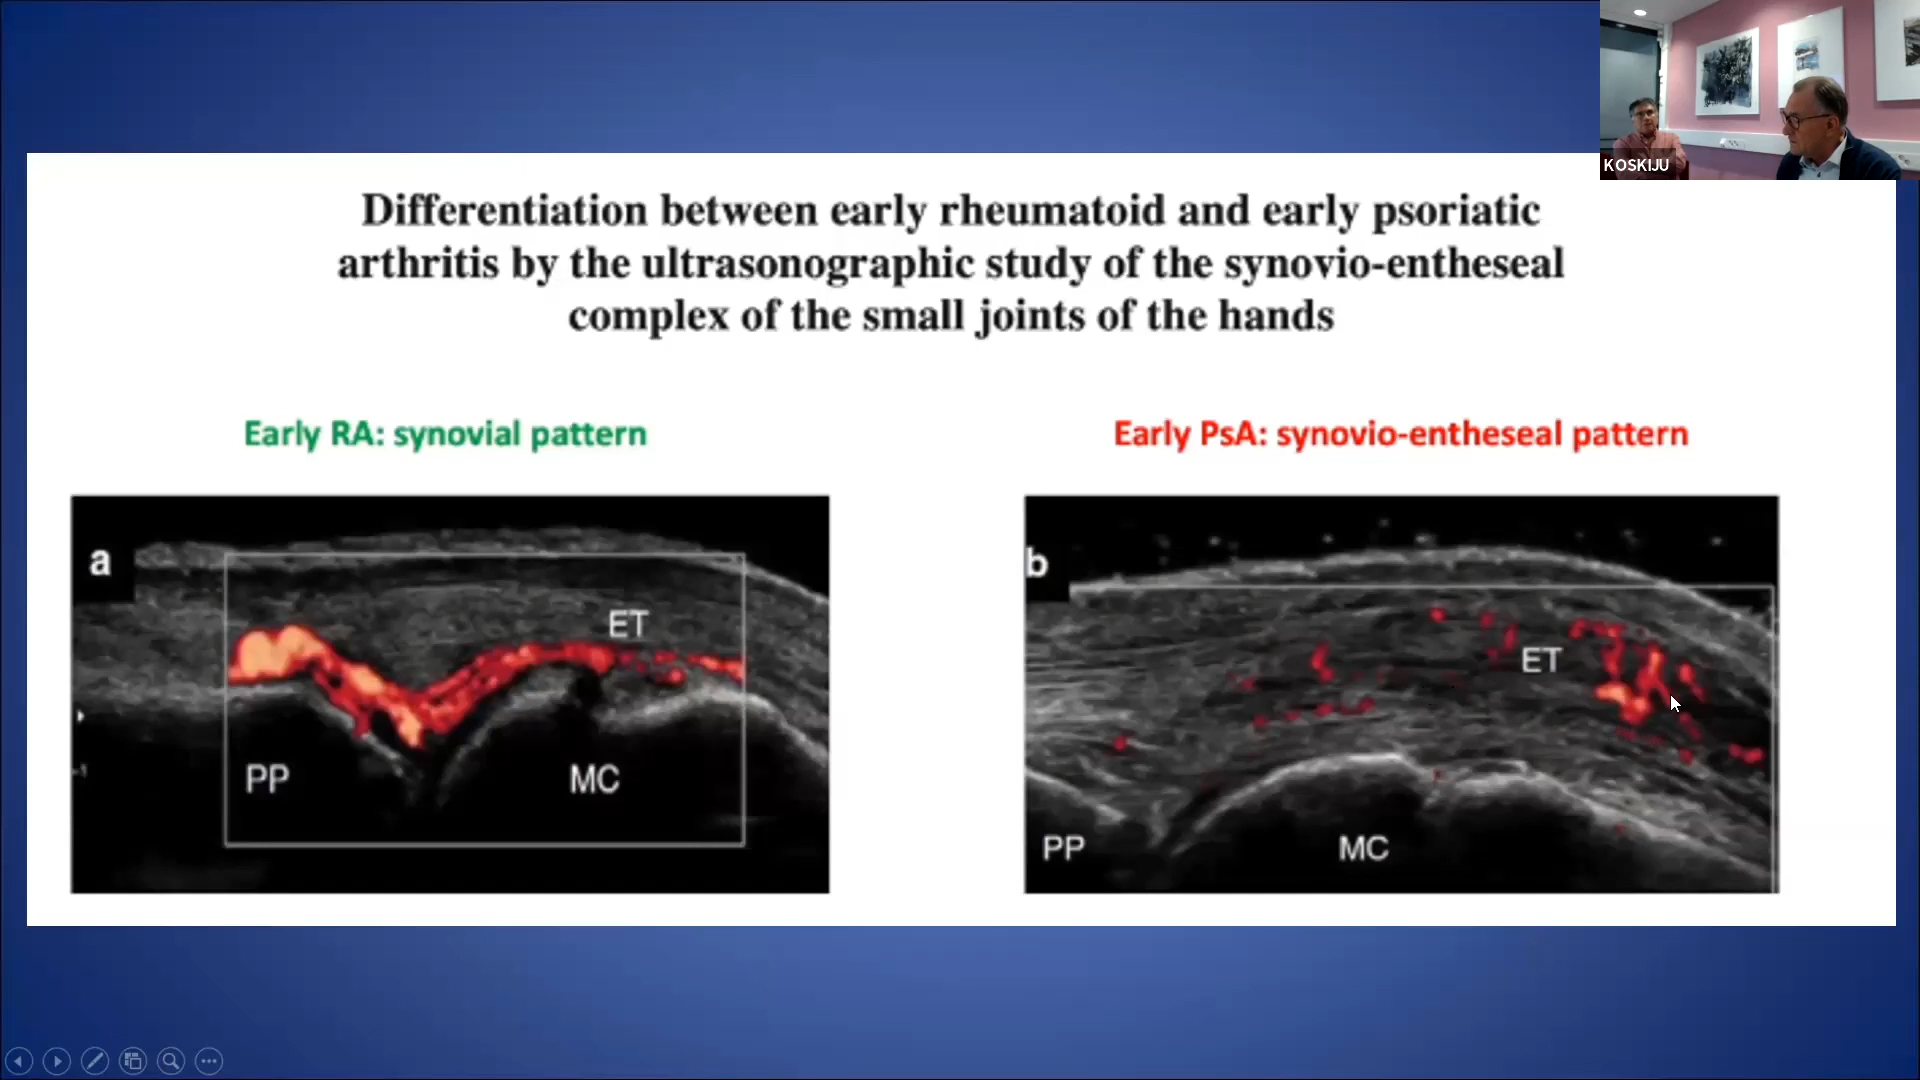 KOSKIJU
Differentiation between early rheumatoid and early psoriatic
arthritis by the ultrasonographic study of the synovio-entheseal
complex of the small joints of the hands
Early RA: synovial pattern
Early PsA: synovio-entheseal pattern
a
ET
PP
MC
b
ET
PP
MC